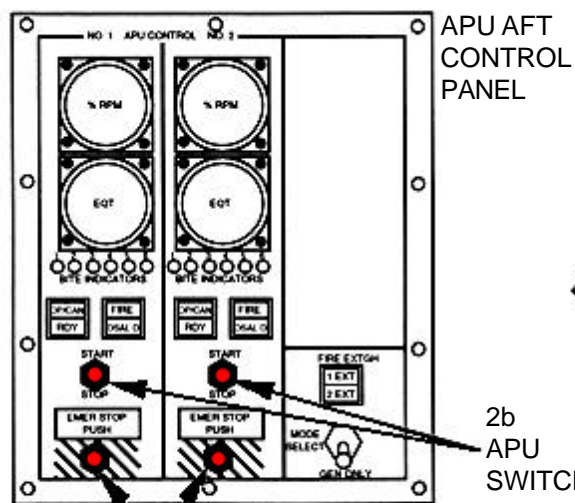 APU AFT
CONTROL
PANEL
NO 1 APU CONTROL NO 2
% RPM
% RPM
EGT
EGT
BITE INDICATORS
BITE INDICATORS
RDY
FIRE
RDY
FIRE
START
START
STOP
STOP
EMER STOP
PUSH
EMER STOP
PUSH
FIRE EXTGH
1 EXT
2 EXT
MODE
SELECT
GEN ONLY
2b
APU
SWITCH